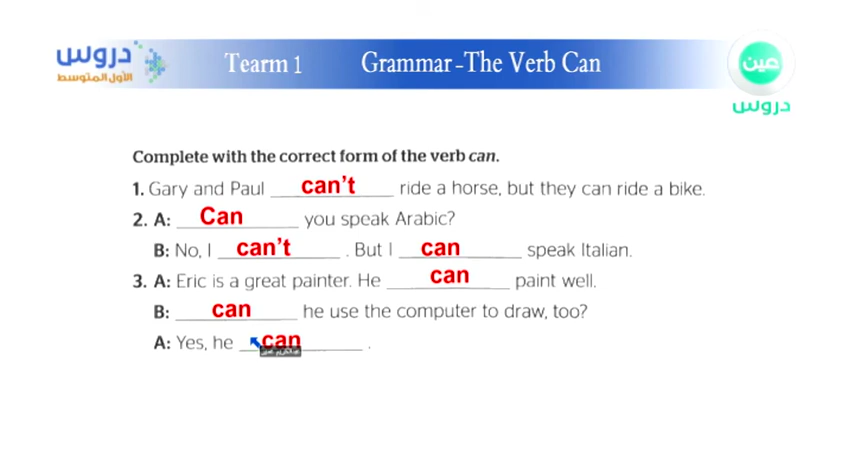 دروس
الأول المتوسط
Tearm 1 Grammar-The Verb Can
عين
دروس
Complete with the correct form of the verb can.
1. Gary and Paul can't ride a horse, but they can ride a bike.
2. A: Can you speak Arabic?
B: No, I can't . But I can speak Italian.
3. A: Eric is a great painter. He can paint well.
B: can he use the computer to draw, too?
A: Yes, he can .